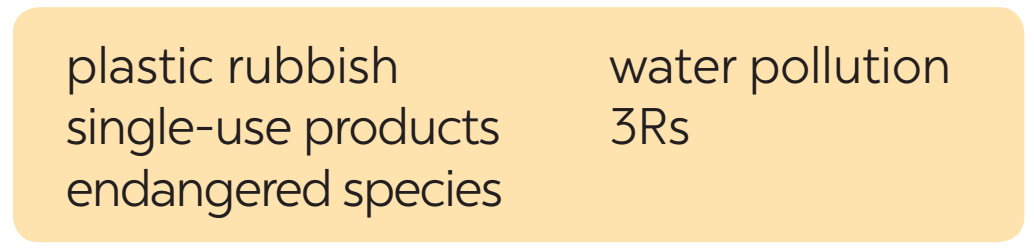 plastic rubbish
single-use products
endangered species
water pollution
3Rs